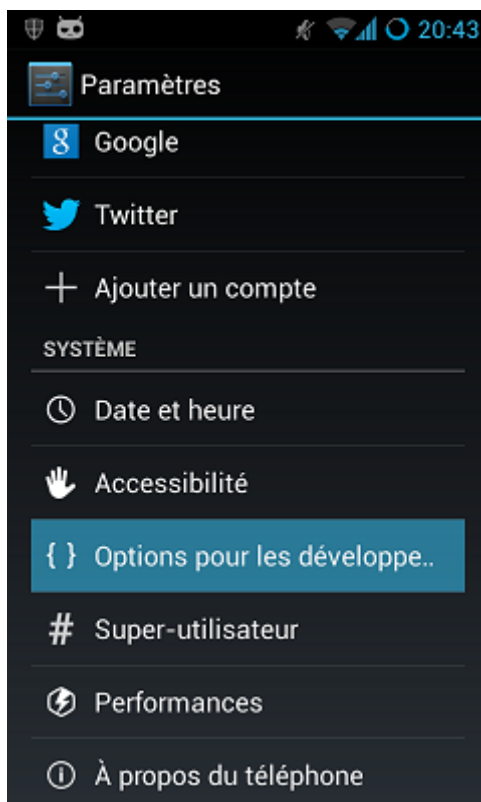 20:43
Paramètres
Google
Twitter
Ajouter un compte
SYSTÈME
Date et heure
Accessibilité
{ } Options pour les développe..
# Super-utilisateur
Performances
À propos du téléphone